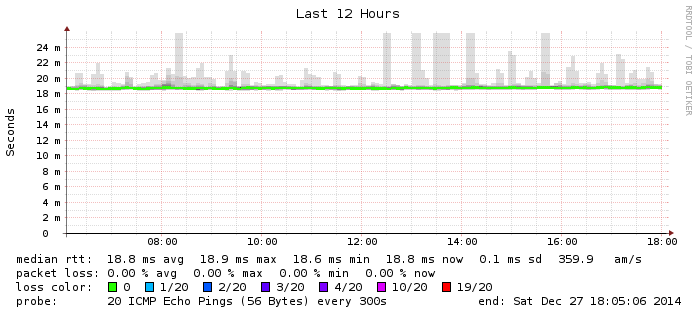 Last 12 Hours
RRDTOOL / TOBI OETIKER
Seconds
24 m
22 m
20 m
18 m
16 m
14 m
12 m
10 m
8 m
6 m
4 m
2 m
0
08:00 10:00 12:00 14:00 16:00 18:00
median rtt: 18.8 ms avg 18.9 ms max 18.6 ms min 18.8 ms now 0.1 ms sd 359.9 am/s
packet loss: 0.00 % avg 0.00 % max 0.00 % min 0.00 % now
loss color: 0 1/20 2/20 3/20 4/20 10/20 19/20
probe: 20 ICMP Echo Pings (56 Bytes) every 300s end: Sat Dec 27 18:05:06 2014